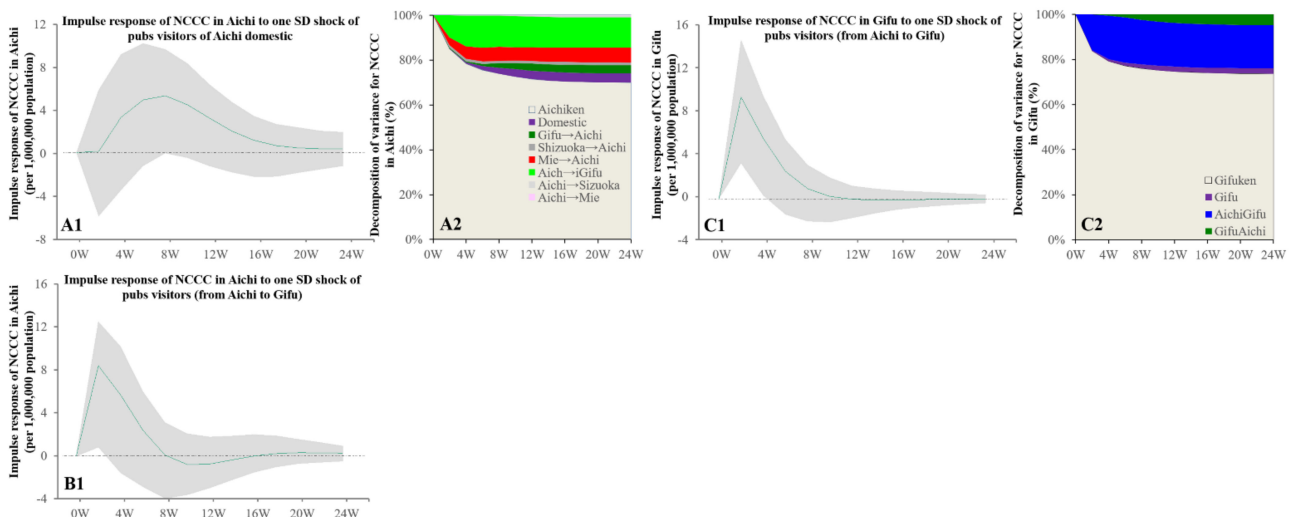 Impulse response of NCCC in Aichi to one SD shock of
pubs visitors of Aichi domestic
Impulse response of NCCC in Aichi
(per 1,000,000 population)
12
8
4
0
-4
-8
0W 4W 8W 12W 16W 20W 24W
A1
Decomposition of variance for NCCC
in Aichi (%)
100%
80%
60%
40%
20%
0%
Aichiken
Domestic
Gifu→Aichi
Shizuoka→Aichi
Mie→Aichi
Aich→iGifu
Aichi→Sizuoka
Aichi→Mie
A2
0W 4W 8W 12W 16W 20W 24W
Impulse response of NCCC in Gifu to one SD shock of
pubs visitors (from Aichi to Gifu)
Impulse response of NCCC in Gifu
(per 1,000,000 population)
16
12
8
4
0
-4
C1
0W 4W 8W 12W 16W 20W 24W
Decomposition of variance for NCCC
in Gifu (%)
100%
80%
60%
40%
20%
0%
Gifuken
Gifu
AichiGifu
GifuAichi
C2
0W 4W 8W 12W 16W 20W 24W
Impulse response of NCCC in Aichi to one SD shock of
pubs visitors (from Aichi to Gifu)
Impulse response of NCCC in Aichi
(per 1,000,000 population)
16
12
8
4
0
-4
B1
0W 4W 8W 12W 16W 20W 24W